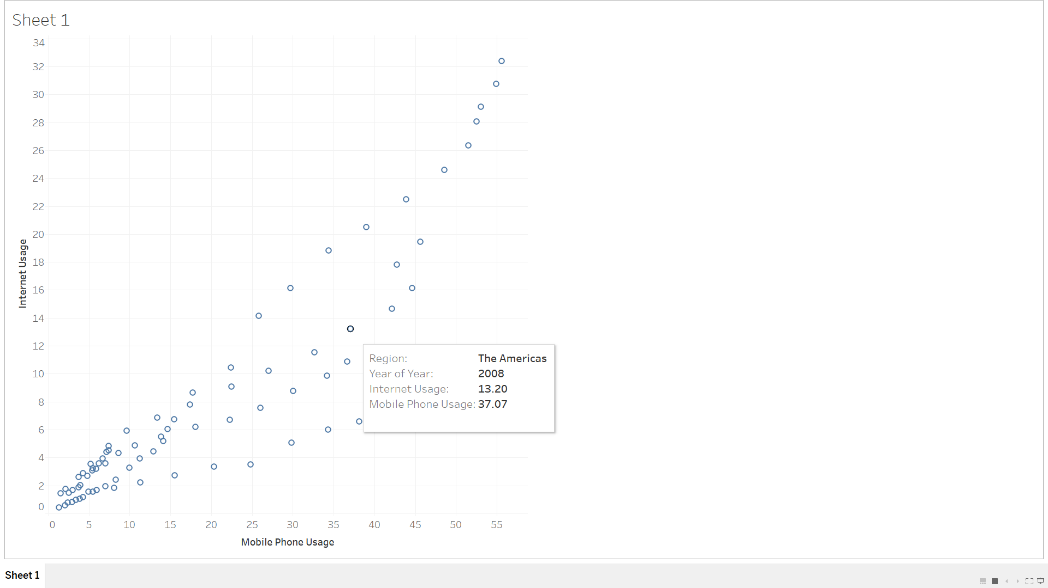 Sheet 1
34
32
30
28
26
24
22
20
18
16
14
12
10
8
6
4
2
0
Internet Usage
Region: The Americas
Year of Year: 2008
Internet Usage: 13.20
Mobile Phone Usage: 37.07
0 5 10 15 20 25 30 35 40 45 50 55
Mobile Phone Usage
Sheet 1